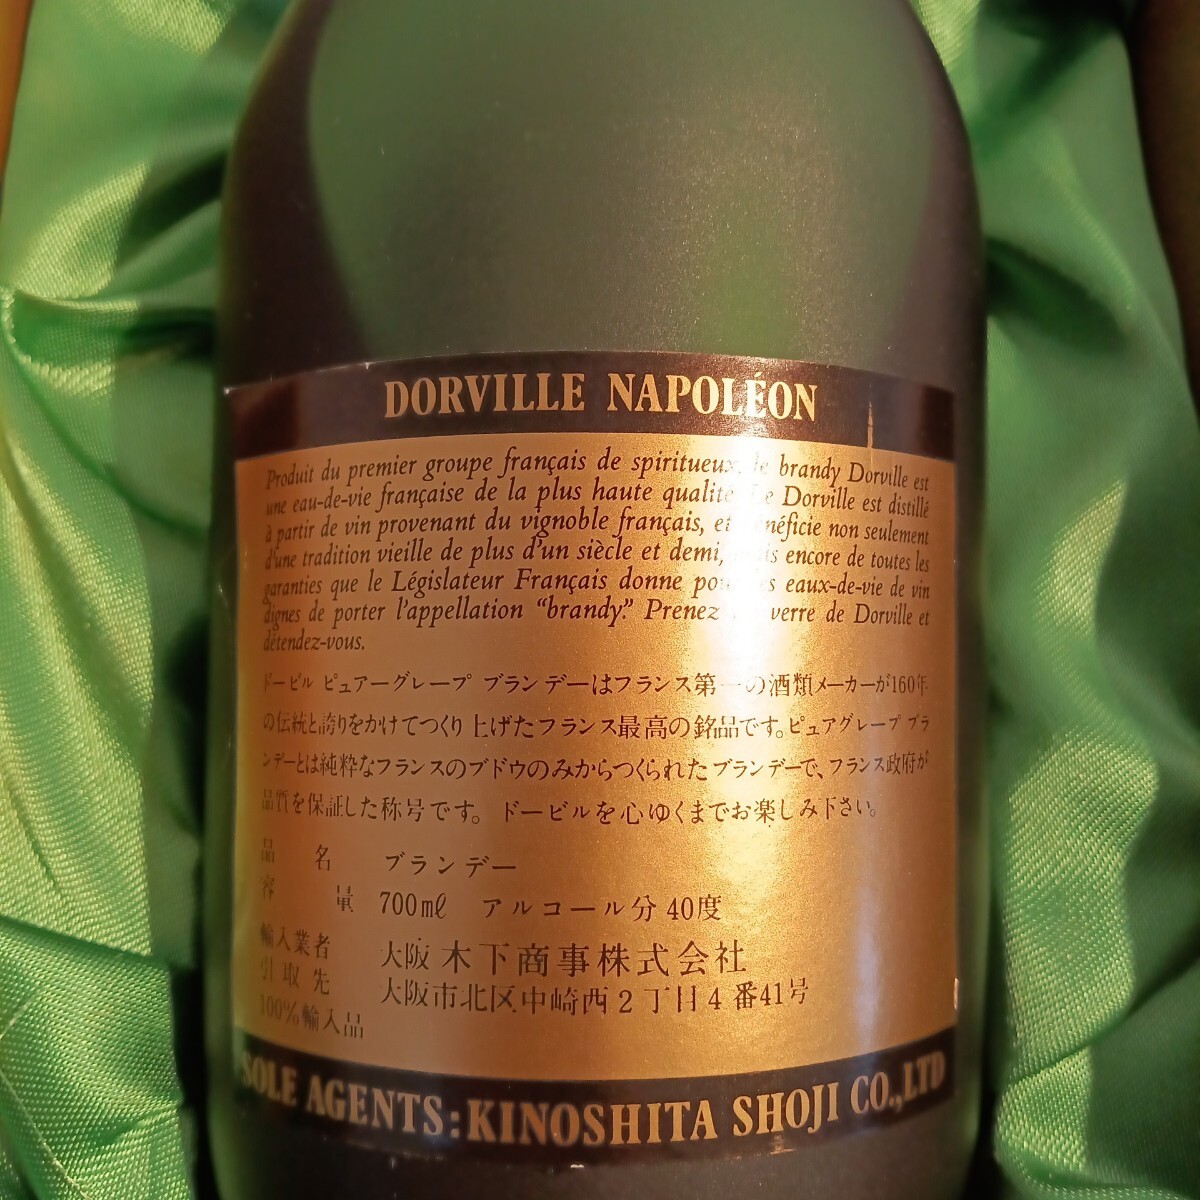 DORVILLE NAPOLÉON
Produit du premier groupe français de spiritueux, le brandy Dorville est
une eau-de-vie française de la plus haute qualité. Le Dorville est distillé
à partir de vin provenant du vignoble français, et bénéficie non seulement
d'une tradition vieille de plus d'un siècle et demi, mais encore de toutes les
garanties que le Législateur Français donne pour les eaux-de-vie de vin
dignes de porter l'appellation “brandy.” Prenez verre de Dorville et
détendez-vous.
ドービル ピュアーグレープ ブランデーはフランス第一の酒類メーカーが160年
の伝統と誇りをかけてつくり上げたフランス最高の銘品です。ピュアグレープ ブラ
ンデーとは純粋なフランスのブドウのみからつくられたブランデーで、フランス政府が
品質を保証した称号です。ドービルを心ゆくまでお楽しみ下さい。
品名 ブランデー
容量 700mℓ アルコール分 40度
輸入業者 大阪 木下商事株式会社
引取先 大阪市北区中崎西2丁目4番41号
100%輸入品
SOLE AGENTS:KINOSHITA SHOJI CO.,LTD